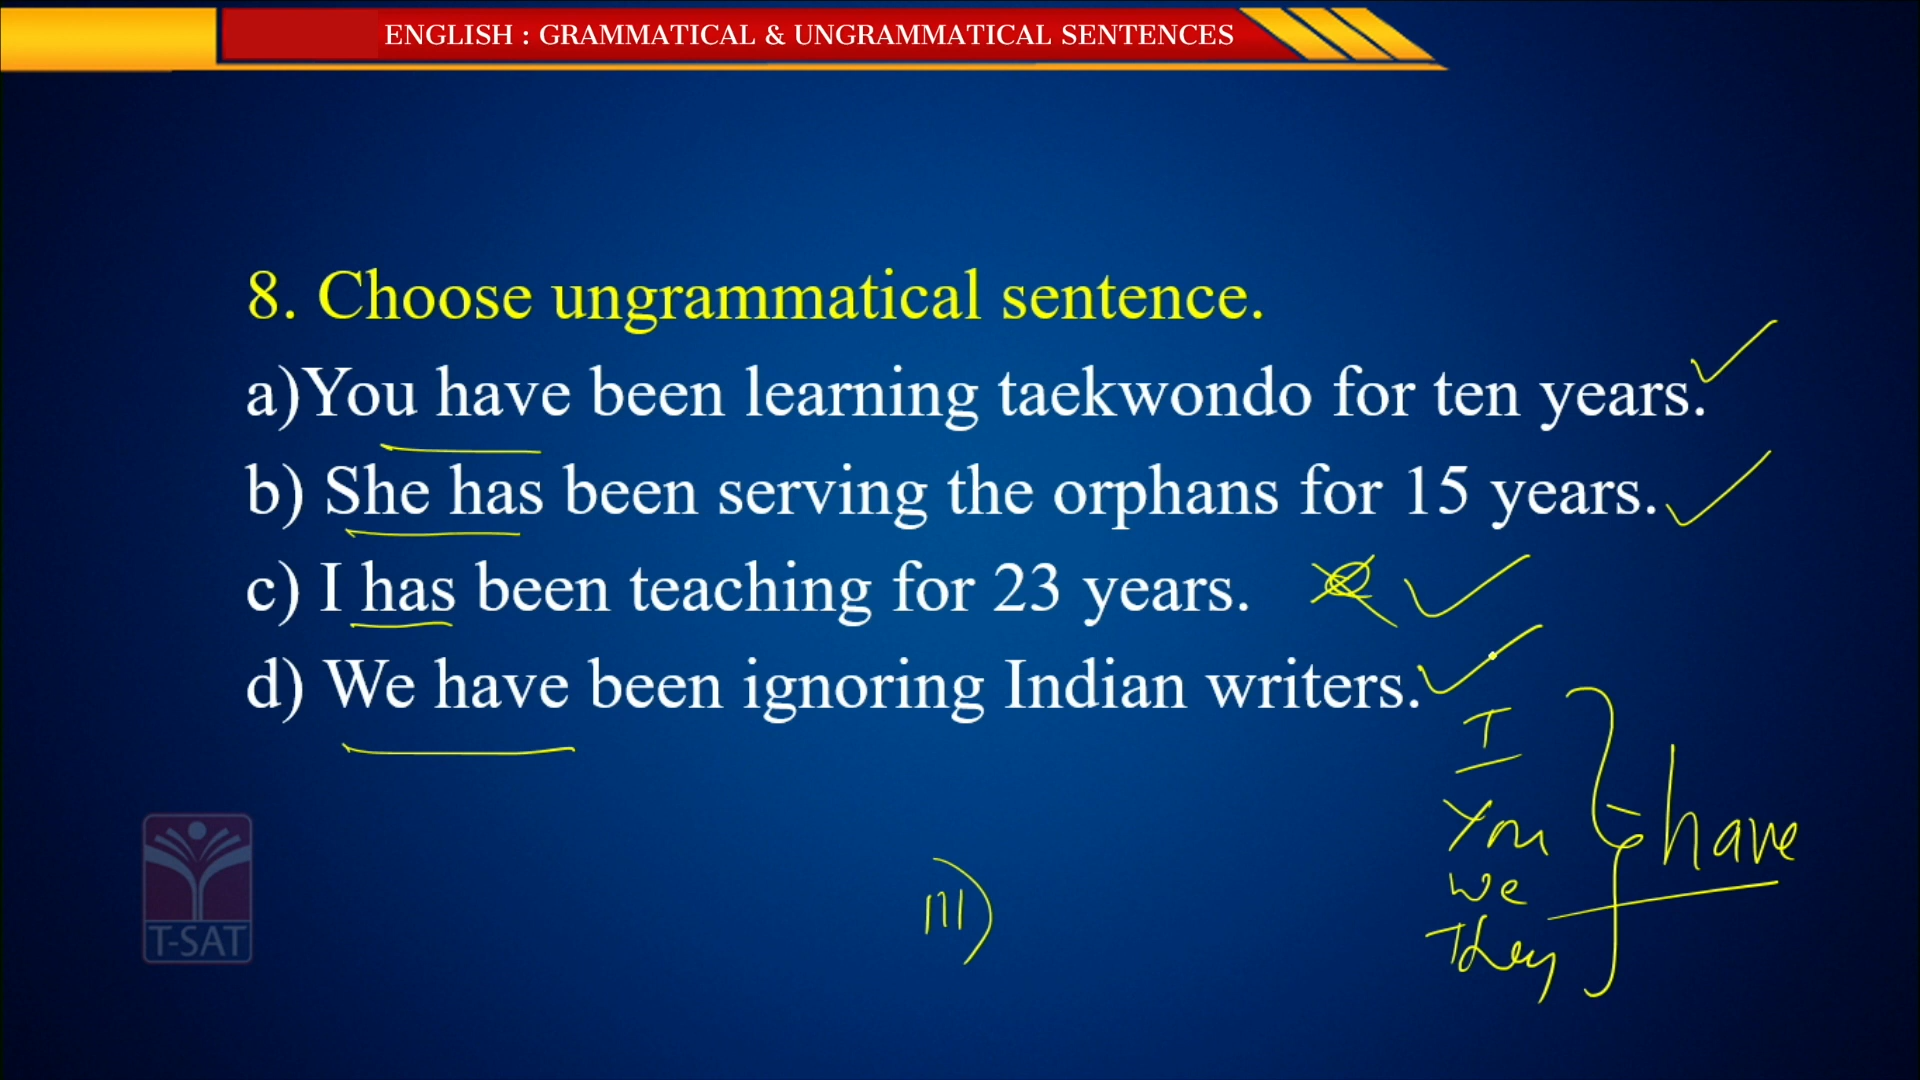 ENGLISH : GRAMMATICAL & UNGRAMMATICAL SENTENCES
8. Choose ungrammatical sentence.
a)You have been learning taekwondo for ten years.
b) She has been serving the orphans for 15 years.
c) I has been teaching for 23 years.
d) We have been ignoring Indian writers.
I
You
have
we
They
III)
T-SAT